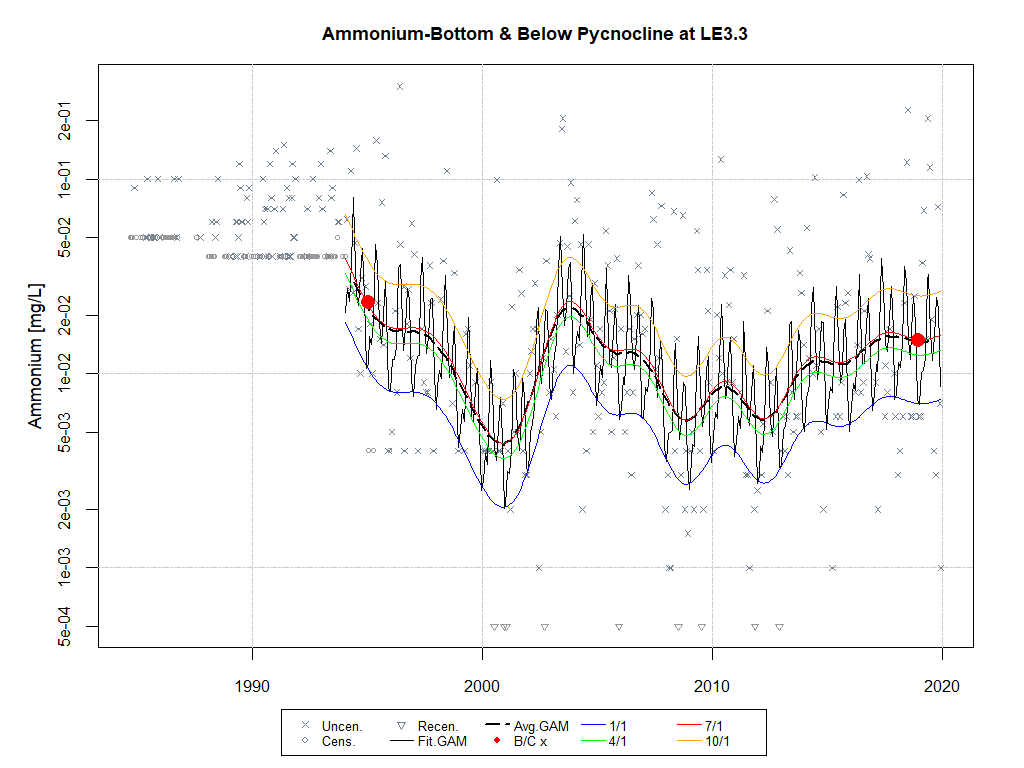 Ammonium-Bottom & Below Pycnocline at LE3.3
Ammonium [mg/L]
2e-01
1e-01
5e-02
2e-02
1e-02
5e-03
2e-03
1e-03
5e-04
1990
2000
2010
2020
Uncen.
Recen.
Avg.GAM
1/1
7/1
Cens.
Fit.GAM
B/C x
4/1
10/1